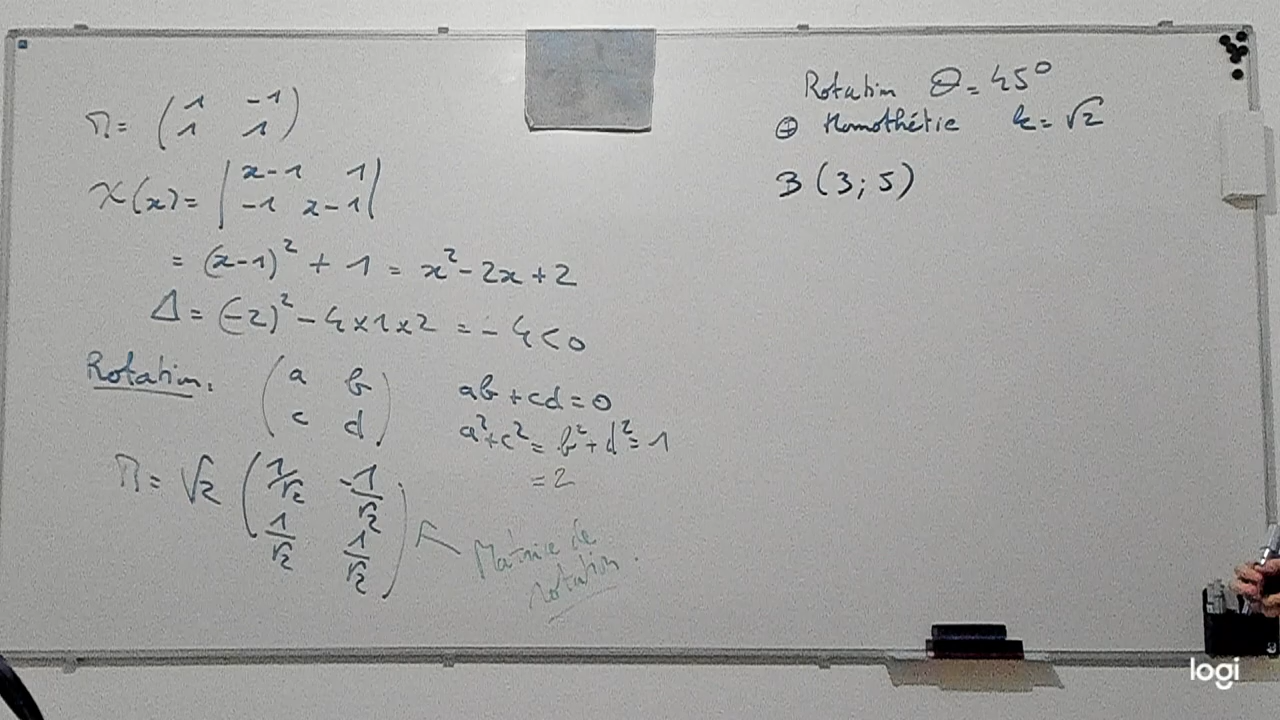 M = ( 1 -1 )
( 1 1 )
χ(x) = | x-1 1 |
| -1 x-1 |
= (x-1)² + 1 = x² - 2x + 2
Δ = (-2)² - 4×1×2 = -4 < 0
Rotation: ( a b )
( c d )
ab + cd = 0
a² + c² = b² + d² = 1
= 2
M = √2 ( 1/√2 -1/√2 )
( 1/√2 1/√2 )
Matrice de
rotation.
Rotation θ = 45°
⊕ Homothétie k = √2
B (3; 5)
logi